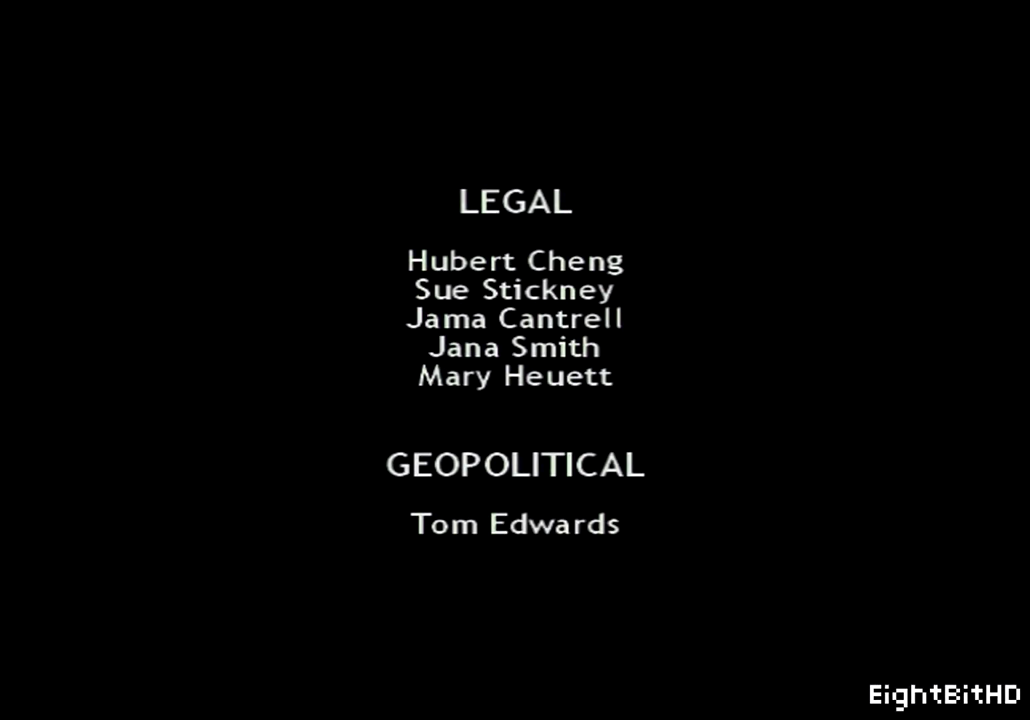 LEGAL
Hubert Cheng
Sue Stickney
Jama Cantrell
Jana Smith
Mary Heuett
GEOPOLITICAL
Tom Edwards
EightBitHD